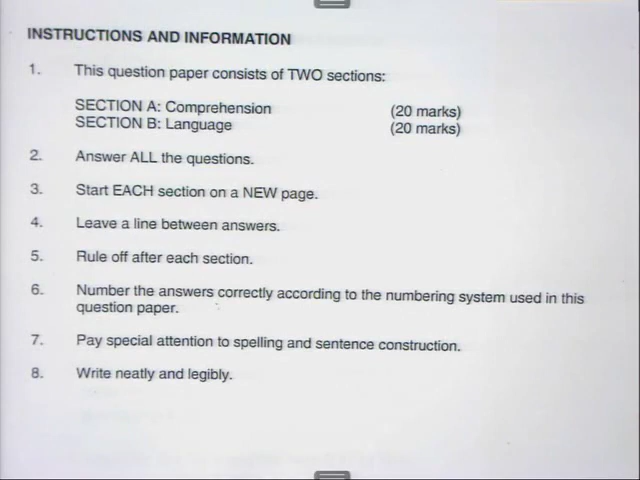 INSTRUCTIONS AND INFORMATION
1. This question paper consists of TWO sections:
SECTION A: Comprehension (20 marks)
SECTION B: Language (20 marks)
2. Answer ALL the questions.
3. Start EACH section on a NEW page.
4. Leave a line between answers.
5. Rule off after each section.
6. Number the answers correctly according to the numbering system used in this
question paper.
7. Pay special attention to spelling and sentence construction.
8. Write neatly and legibly.